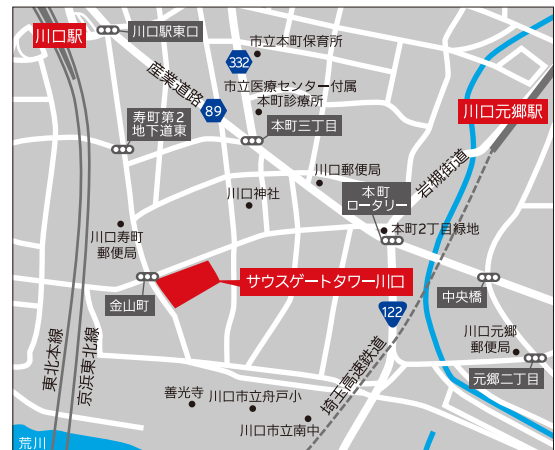 川口駅
川口駅東口
市立本町保育所
332
産業道路
市立医療センター付属
本町診療所
89
川口元郷駅
寿町第2
地下道東
本町三丁目
川口郵便局
岩槻街道
川口神社
本町
ロータリー
本町2丁目緑地
川口寿町
郵便局
金山町
サウスゲートタワー川口
中央橋
122
川口元郷
郵便局
元郷二丁目
東北本線
京浜東北線
埼玉高速鉄道
善光寺
川口市立舟戸小
川口市立南中
荒川